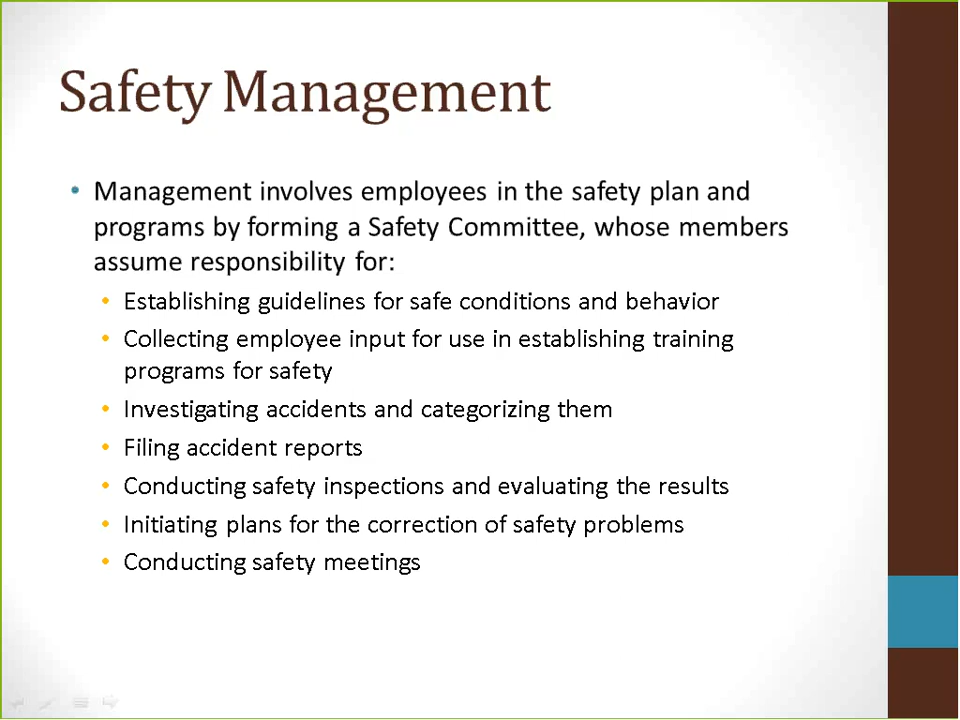 Safety Management
• Management involves employees in the safety plan and
programs by forming a Safety Committee, whose members
assume responsibility for:
• Establishing guidelines for safe conditions and behavior
• Collecting employee input for use in establishing training
programs for safety
• Investigating accidents and categorizing them
• Filing accident reports
• Conducting safety inspections and evaluating the results
• Initiating plans for the correction of safety problems
• Conducting safety meetings